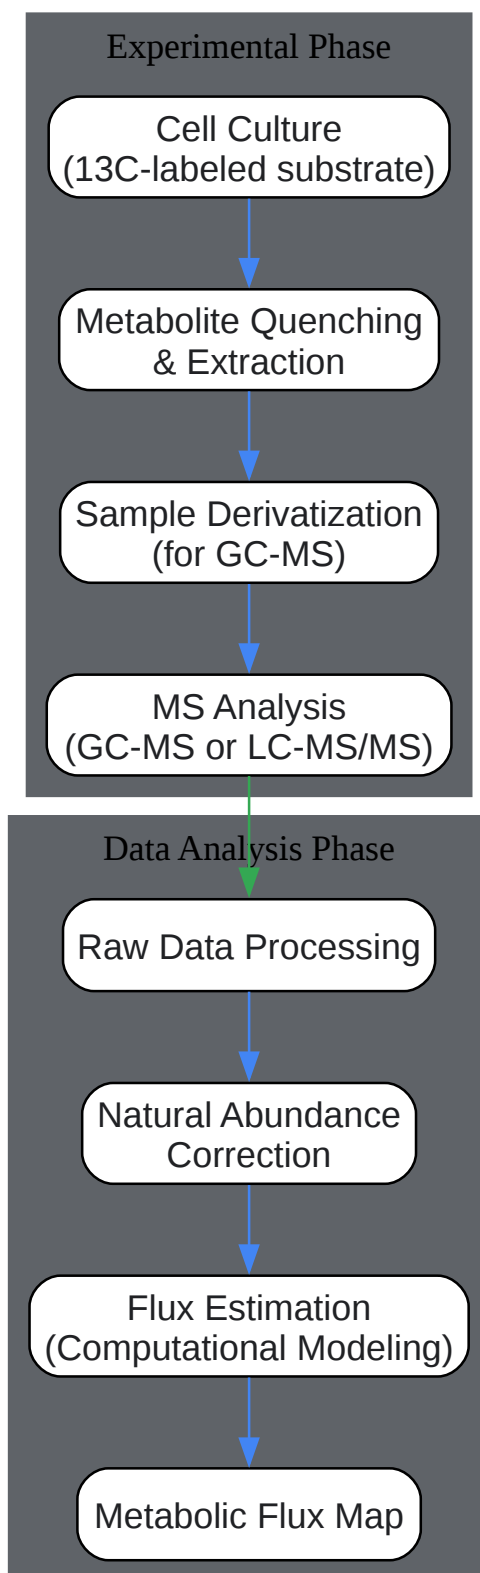 Experimental Phase
Cell Culture
(13C-labeled substrate)
Metabolite Quenching
& Extraction
Sample Derivatization
(for GC-MS)
MS Analysis
(GC-MS or LC-MS/MS)
Data Analysis Phase
Raw Data Processing
Natural Abundance
Correction
Flux Estimation
(Computational Modeling)
Metabolic Flux Map